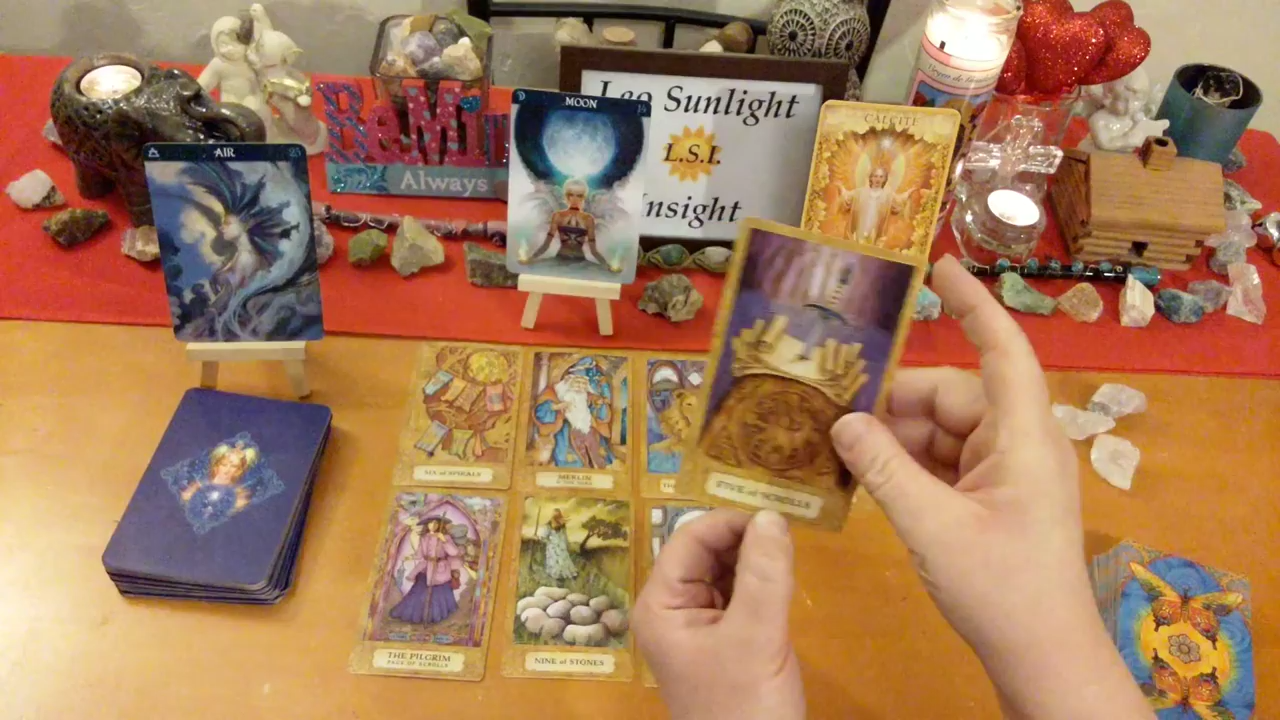 MOON
14
Leo Sunlight
L.S.I.
Insight
CALCITE
AIR
Always
SIX of SPIRALS
MERLIN
FIVE of SCROLLS
THE PILGRIM
PAGE OF SCROLLS
NINE of STONES